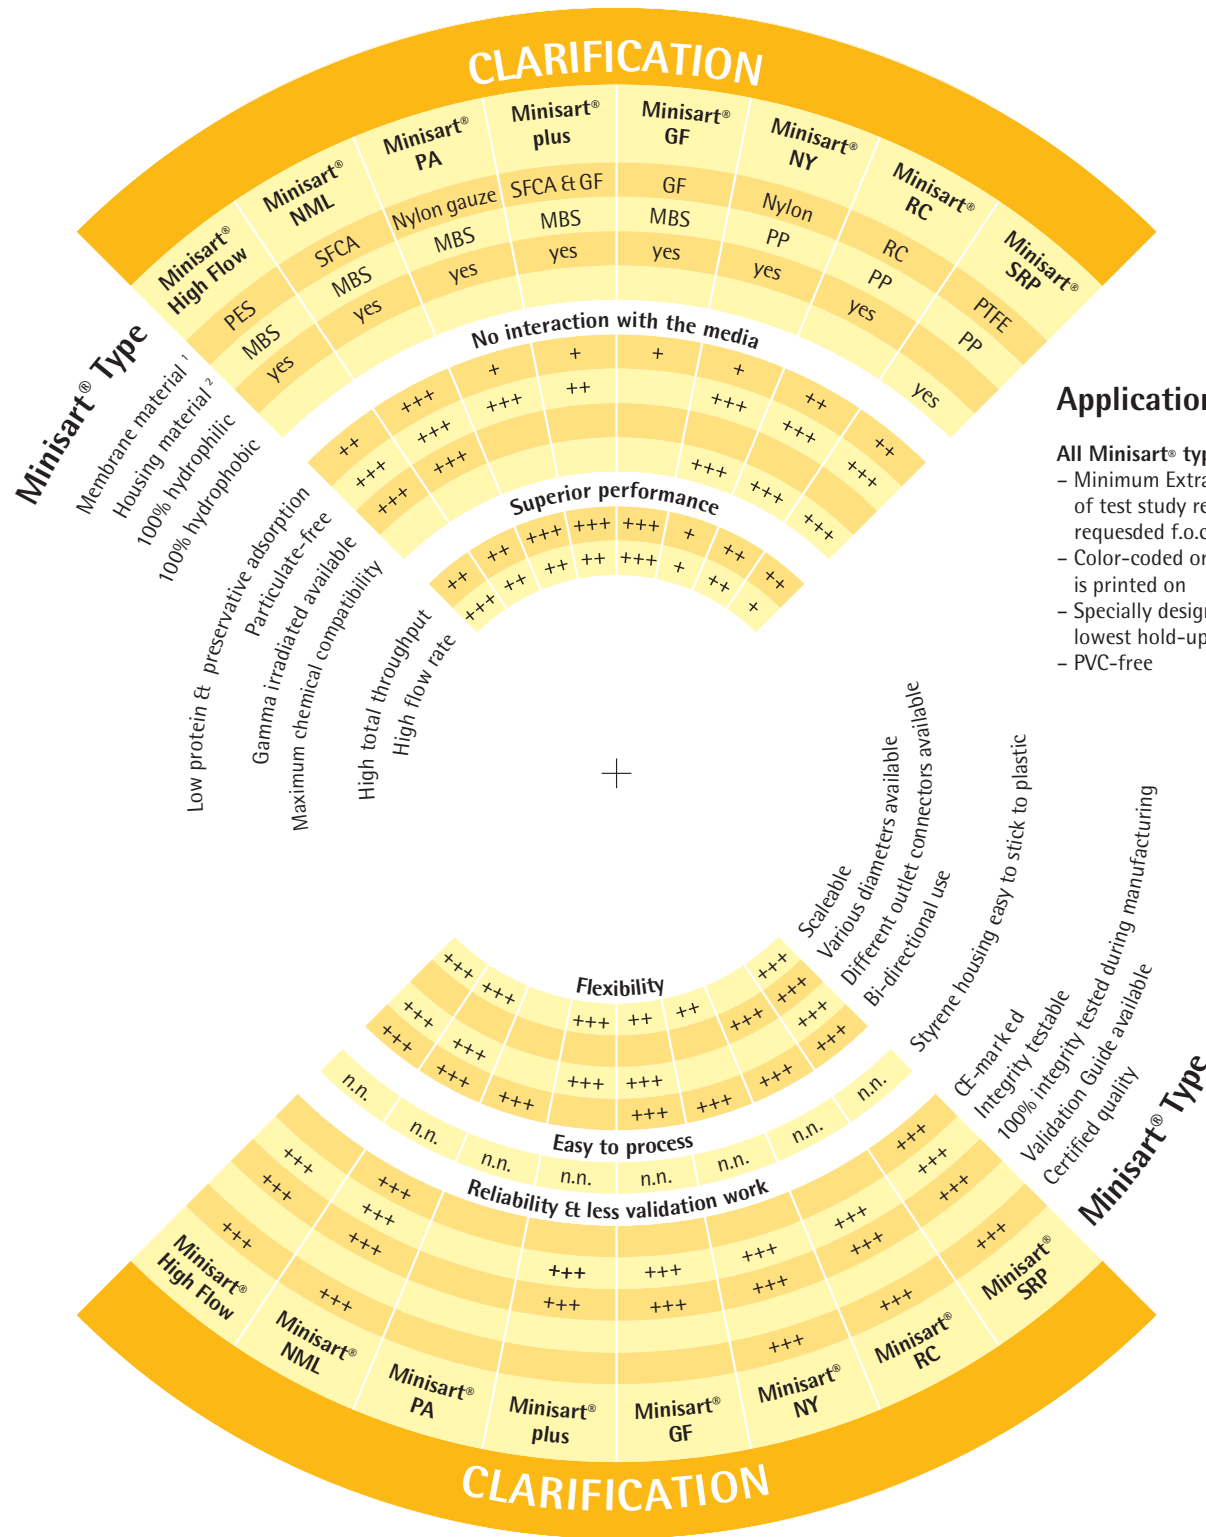 CLARIFICATION
Minisart® Type
Minisart® High Flow
Minisart® NML
Minisart® PA
Minisart® plus
Minisart® GF
Minisart® NY
Minisart® RC
Minisart® SRP
Membrane material ¹ PES SFCA Nylon gauze SFCA & GF GF Nylon RC PTFE
Housing material ² MBS MBS MBS MBS MBS PP PP PP
100% hydrophilic yes yes yes yes yes yes yes
100% hydrophobic yes
No interaction with the media
Low protein & preservative adsorption ++ +++ + + + + ++ ++
Particulate-free +++ +++ +++ ++ +++ +++ +++
Gamma irradiated available +++ +++
Maximum chemical compatibility +++ +++ +++
Superior performance
High total throughput ++ ++ +++ +++ +++ + ++ ++
High flow rate +++ ++ ++ ++ +++ + ++ +
Application
All Minisart® typ
– Minimum Extra
of test study re
requesded f.o.c
– Color-coded or
is printed on
– Specially design
lowest hold-up
– PVC-free
Flexibility
+++ +++ +++ ++ ++ +++ Scaleable
+++ +++ Various diameters available
+++ +++ +++ +++ +++ Different outlet connectors available
+++ +++ +++ +++ +++ +++ +++ Bi-directional use
Easy to process
n.n. n.n. n.n. n.n. n.n. n.n. n.n. n.n. Styrene housing easy to stick to plastic
Reliability & less validation work
+++ +++ CE-marked
+++ +++ +++ +++ +++ +++ +++ Integrity testable
+++ +++ +++ +++ +++ +++ +++ 100% integrity tested during manufacturing
Validation Guide available
+++ +++ +++ +++ +++ Certified quality
Minisart® Type
Minisart® High Flow
Minisart® NML
Minisart® PA
Minisart® plus
Minisart® GF
Minisart® NY
Minisart® RC
Minisart® SRP
CLARIFICATION